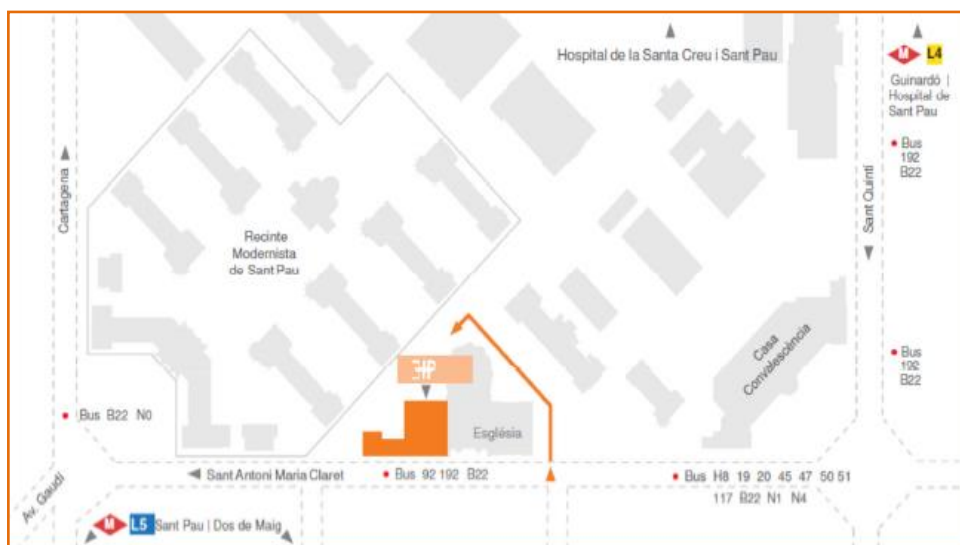 Hospital de la Santa Creu i Sant Pau
M L4
Guinardó |
Hospital de
Sant Pau
Bus
192
B22
Cartagena
Sant Quintí
Recinte
Modernista
de Sant Pau
Casa
Convalescència
Bus
192
B22
Bus B22 N0
Església
Sant Antoni Maria Claret
Bus 92 192 B22
Bus H8 19 20 45 47 50 51
117 B22 N1 N4
Av. Gaudí
M L5 Sant Pau | Dos de Maig